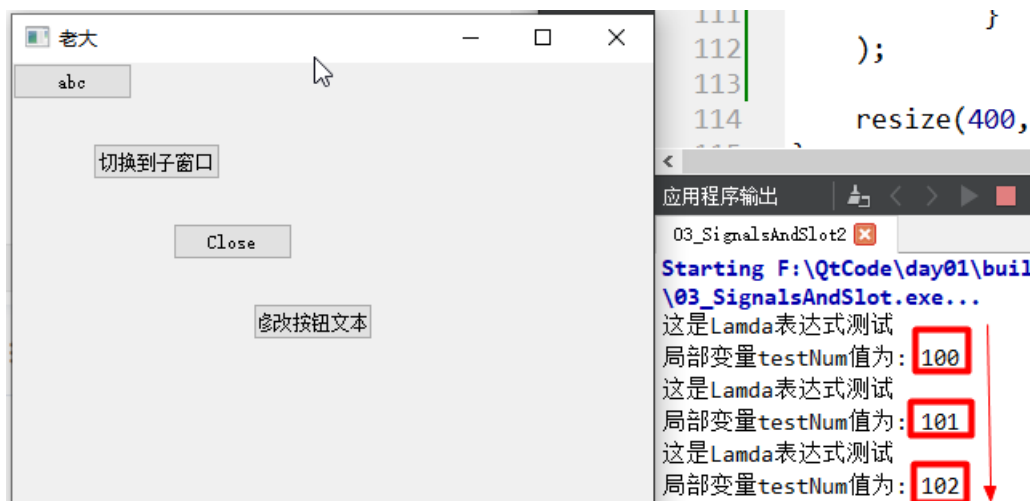 老大
abc
切换到子窗口
Close
修改按钮文本
111 }
112 );
113
114 resize(400,
应用程序输出
03_SignalsAndSlot2
Starting F:\QtCode\day01\buil
\03_SignalsAndSlot.exe...
这是Lamda表达式测试
局部变量testNum值为: 100
这是Lamda表达式测试
局部变量testNum值为: 101
这是Lamda表达式测试
局部变量testNum值为: 102